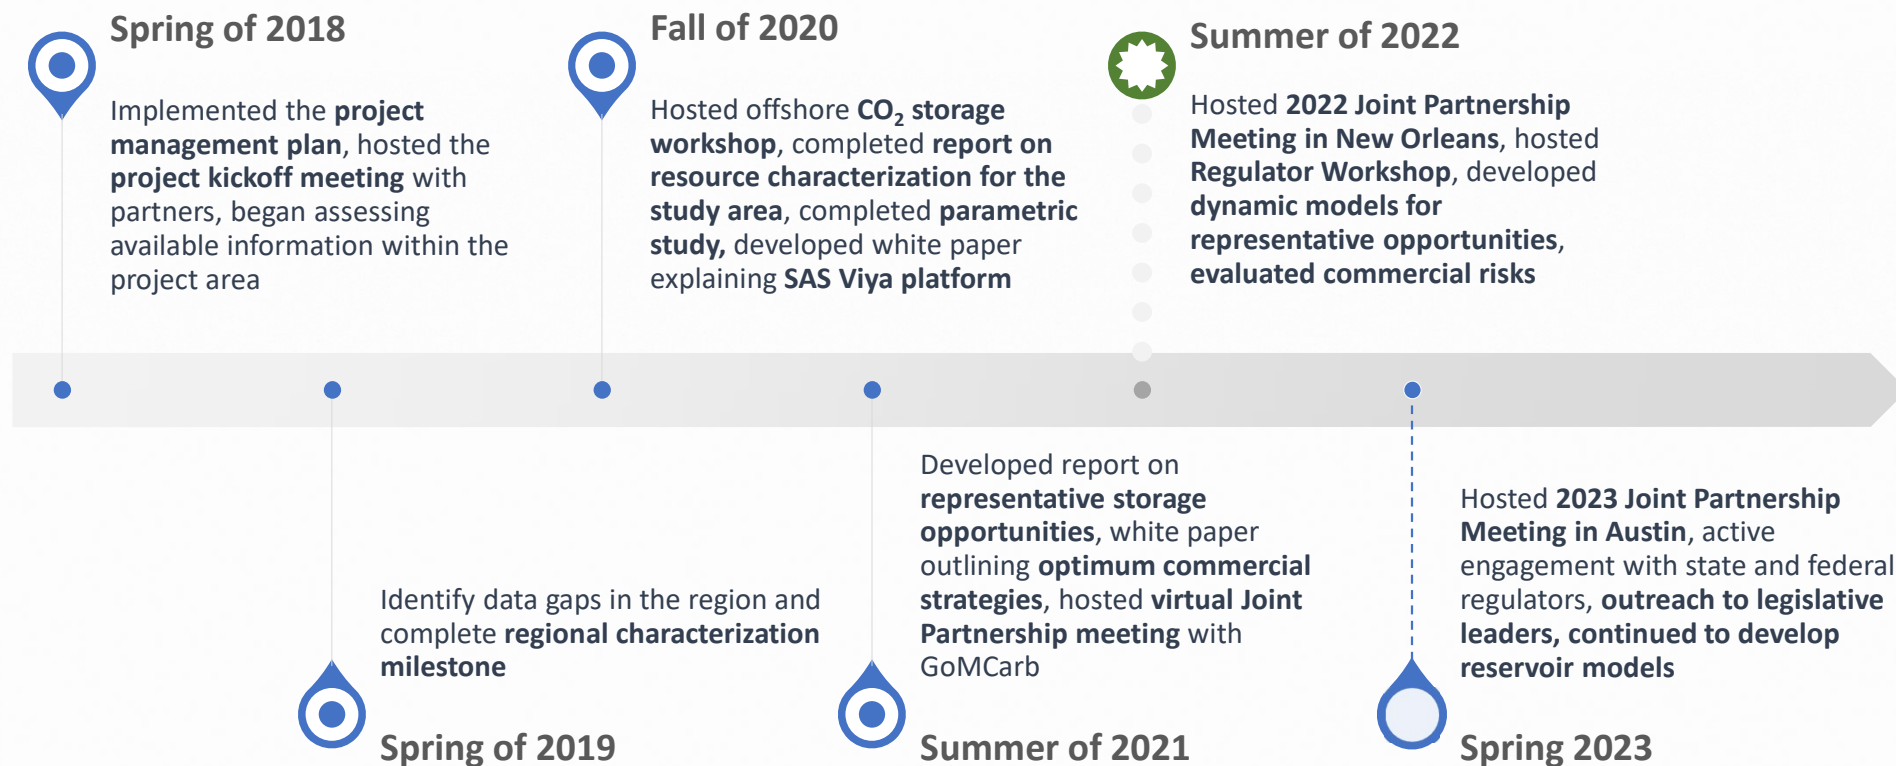 Spring of 2018
Implemented the project
management plan, hosted the
project kickoff meeting with
partners, began assessing
available information within the
project area
Fall of 2020
Hosted offshore CO₂ storage
workshop, completed report on
resource characterization for the
study area, completed parametric
study, developed white paper
explaining SAS Viya platform
Summer of 2022
Hosted 2022 Joint Partnership
Meeting in New Orleans, hosted
Regulator Workshop, developed
dynamic models for
representative opportunities,
evaluated commercial risks
Identify data gaps in the region and
complete regional characterization
milestone
Spring of 2019
Developed report on
representative storage
opportunities, white paper
outlining optimum commercial
strategies, hosted virtual Joint
Partnership meeting with
GoMCarb
Summer of 2021
Hosted 2023 Joint Partnership
Meeting in Austin, active
engagement with state and federal
regulators, outreach to legislative
leaders, continued to develop
reservoir models
Spring 2023